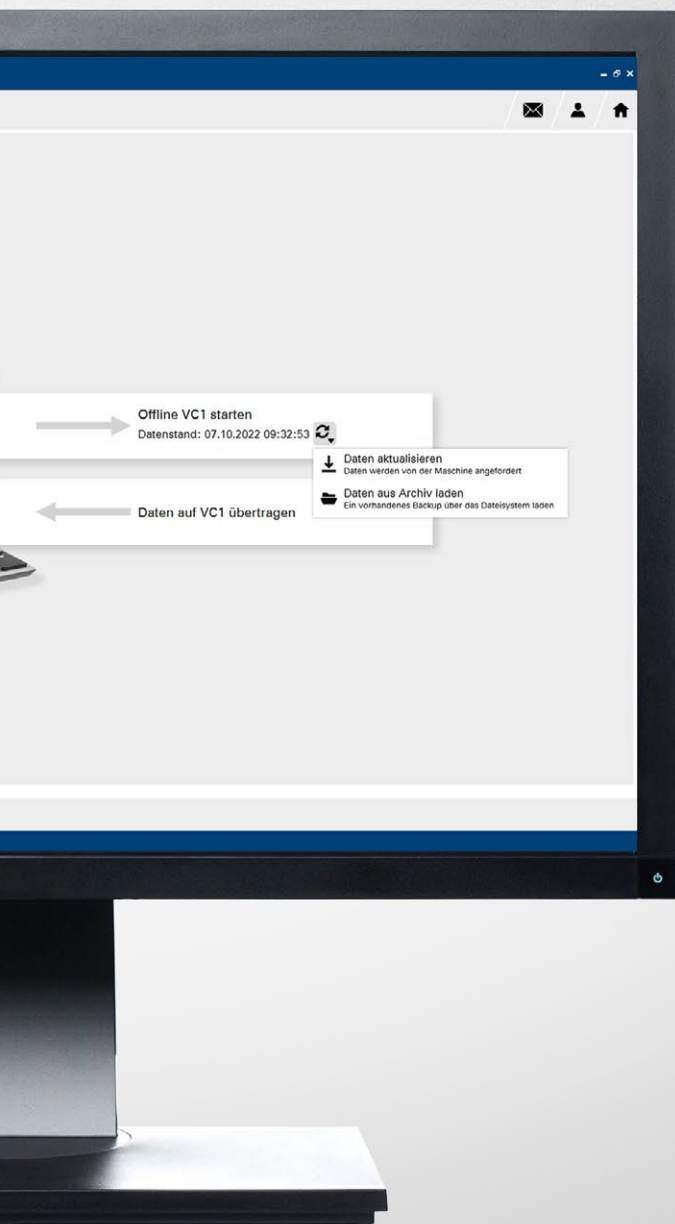 Offline VC1 starten
Datenstand: 07.10.2022 09:32:53
Daten aktualisieren
Daten werden von der Maschine angefordert
Daten aus Archiv laden
Ein vorhandenes Backup über das Dateisystem laden
Daten auf VC1 übertragen